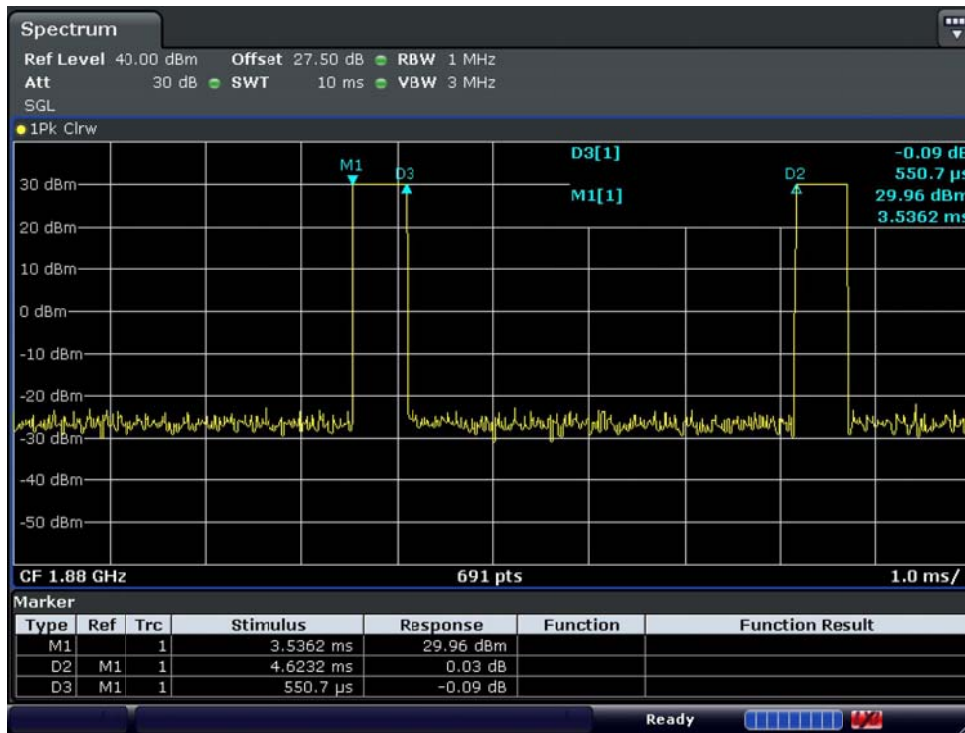 Spectrum
Ref Level 40.00 dBm Offset 27.50 dB RBW 1 MHz
Att 30 dB SWT 10 ms VBW 3 MHz
SGL
1Pk Clrw
D3[1] -0.09 dB
550.7 µs
M1[1] 29.96 dBm
3.5362 ms
M1
D3
D2
30 dBm
20 dBm
10 dBm
0 dBm
-10 dBm
-20 dBm
-30 dBm
-40 dBm
-50 dBm
CF 1.88 GHz 691 pts 1.0 ms/
Marker
Type Ref Trc Stimulus Response Function Function Result
M1 1 3.5362 ms 29.96 dBm
D2 M1 1 4.6232 ms 0.03 dB
D3 M1 1 550.7 µs -0.09 dB
Ready